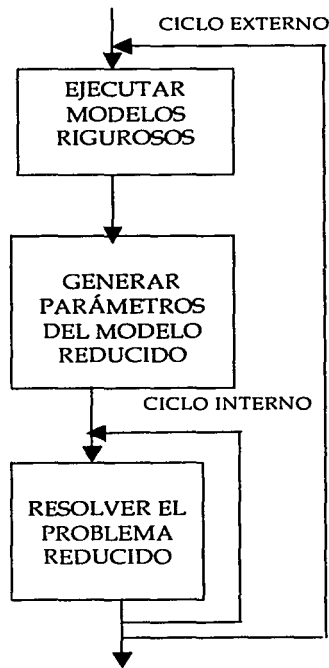 CICLO EXTERNO
EJECUTAR
MODELOS
RIGUROSOS
GENERAR
PARÁMETROS
DEL MODELO
REDUCIDO
CICLO INTERNO
RESOLVER EL
PROBLEMA
REDUCIDO